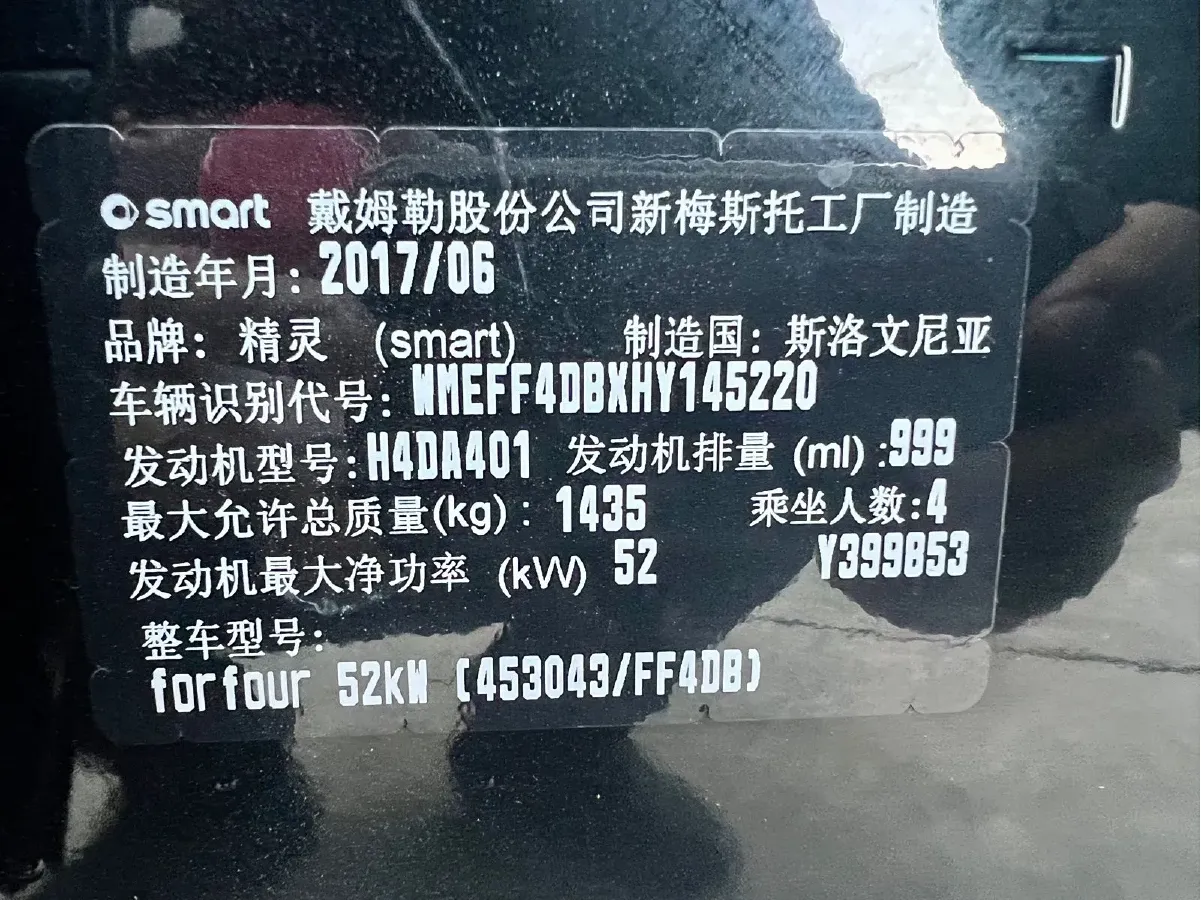 smart 戴姆勒股份公司新梅斯托工厂制造
制造年月: 2017/06
品牌: 精灵 (smart) 制造国: 斯洛文尼亚
车辆识别代号: WMEFF4DBXHY145220
发动机型号:H4DA401 发动机排量 (ml) :999
最大允许总质量(kg) : 1435 乘坐人数:4
发动机最大净功率 (kW) 52 Y399853
整车型号:
forfour 52kW (453043/FF4DB)